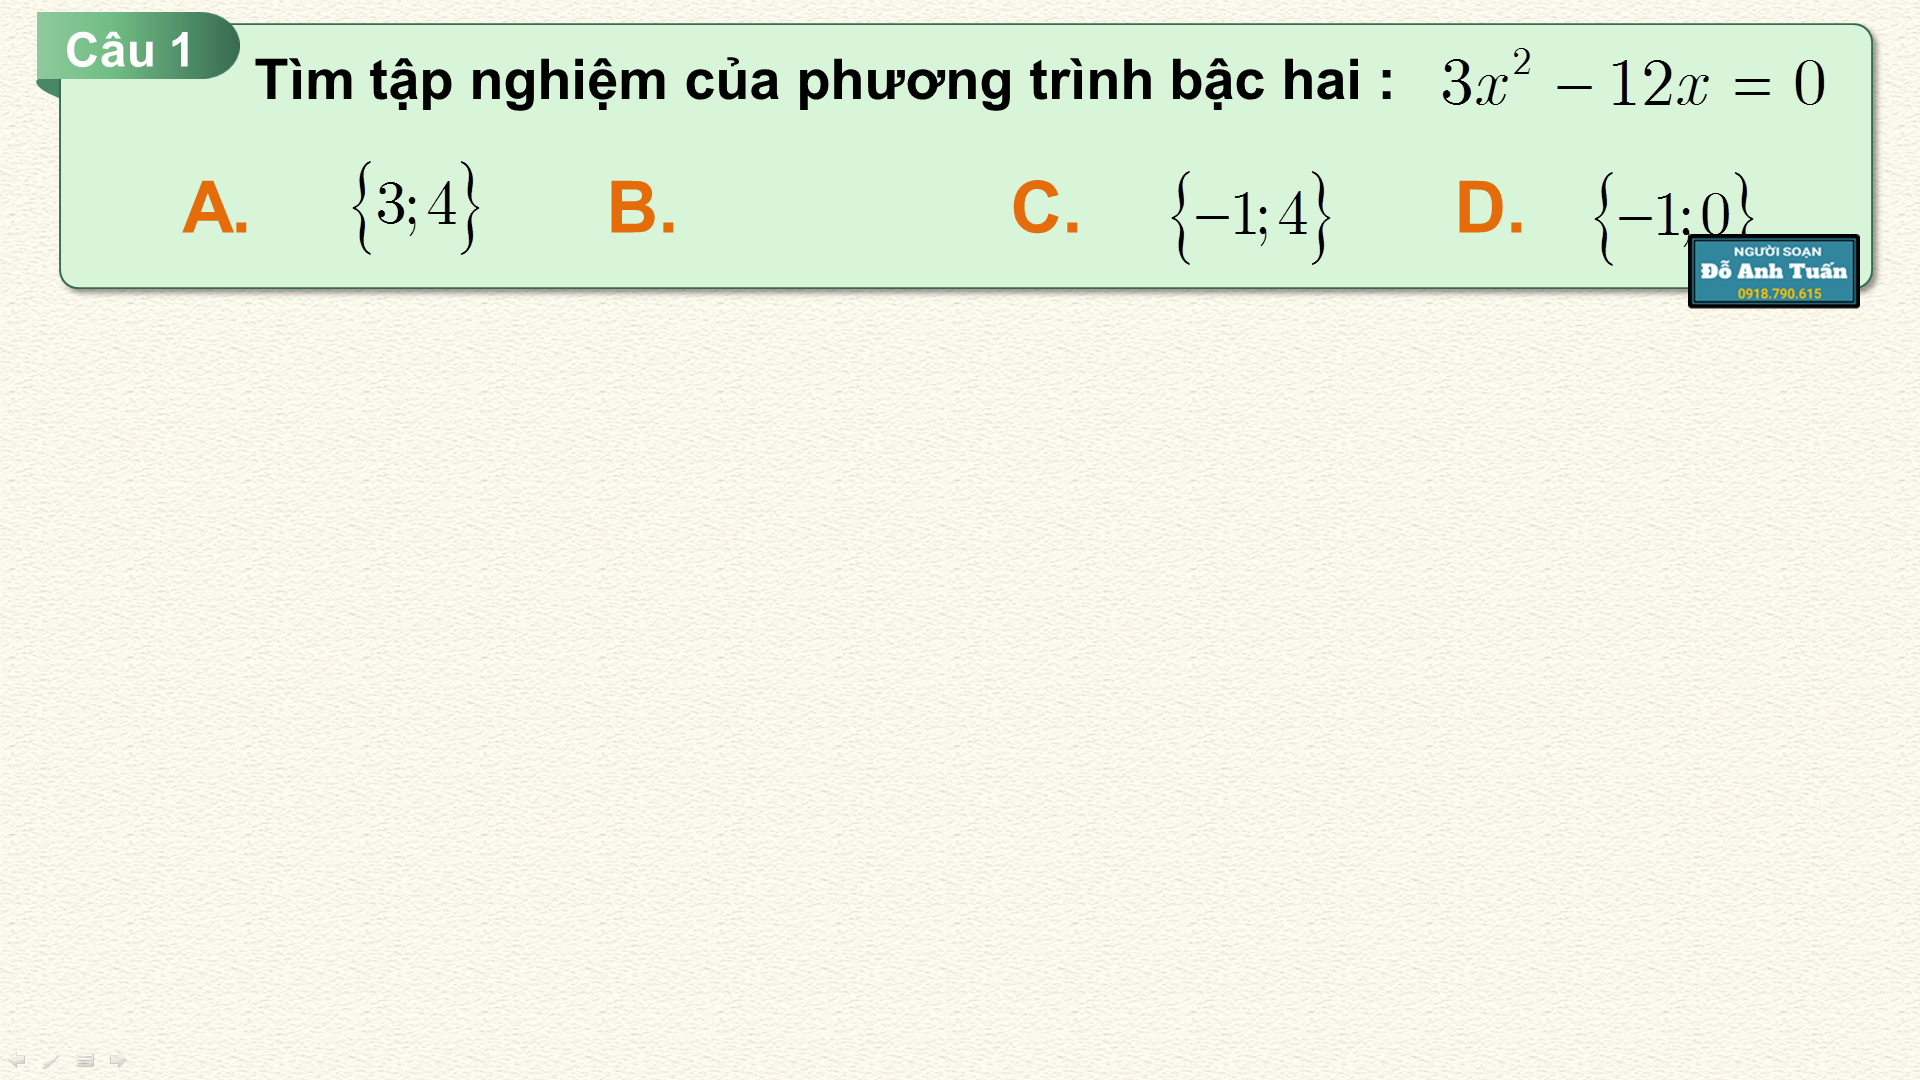 Câu 1
Tìm tập nghiệm của phương trình bậc hai : 3x² − 12x = 0
A. {3; 4} B. C. {−1; 4} D. {−1; 0}
NGƯỜI SOẠN
Đỗ Anh Tuấn
0918.790.615